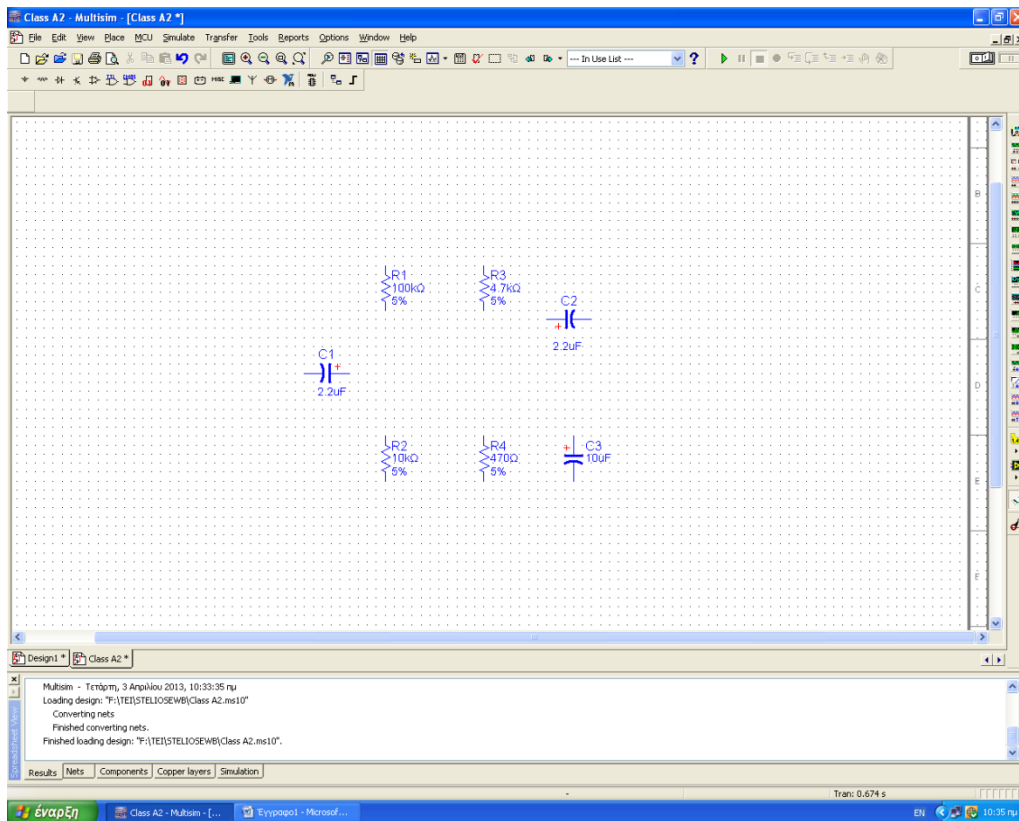 Class A2 - Multisim - [Class A2 *]
File Edit View Place MCU Simulate Transfer Tools Reports Options Window Help
--- In Use List ---
B
R1
100kΩ
5%
R3
4.7kΩ
5%
C
C2
+
2.2uF
C1
+
2.2uF
D
R2
10kΩ
5%
R4
470Ω
5%
+
C3
10uF
E
F
Design1 * Class A2 *
Multisim - Τετάρτη, 3 Απριλίου 2013, 10:33:35 πμ
Loading design: "F:\TEI\STELIOSEWB\Class A2.ms10"
Converting nets
Finished converting nets.
Finished loading design: "F:\TEI\STELIOSEWB\Class A2.ms10".
Spreadsheet View
Results Nets Components Copper layers Simulation
- Tran: 0.674 s
έναρξη Class A2 - Multisim - [... Έγγραφο1 - Microsof... EN 10:35 πμ